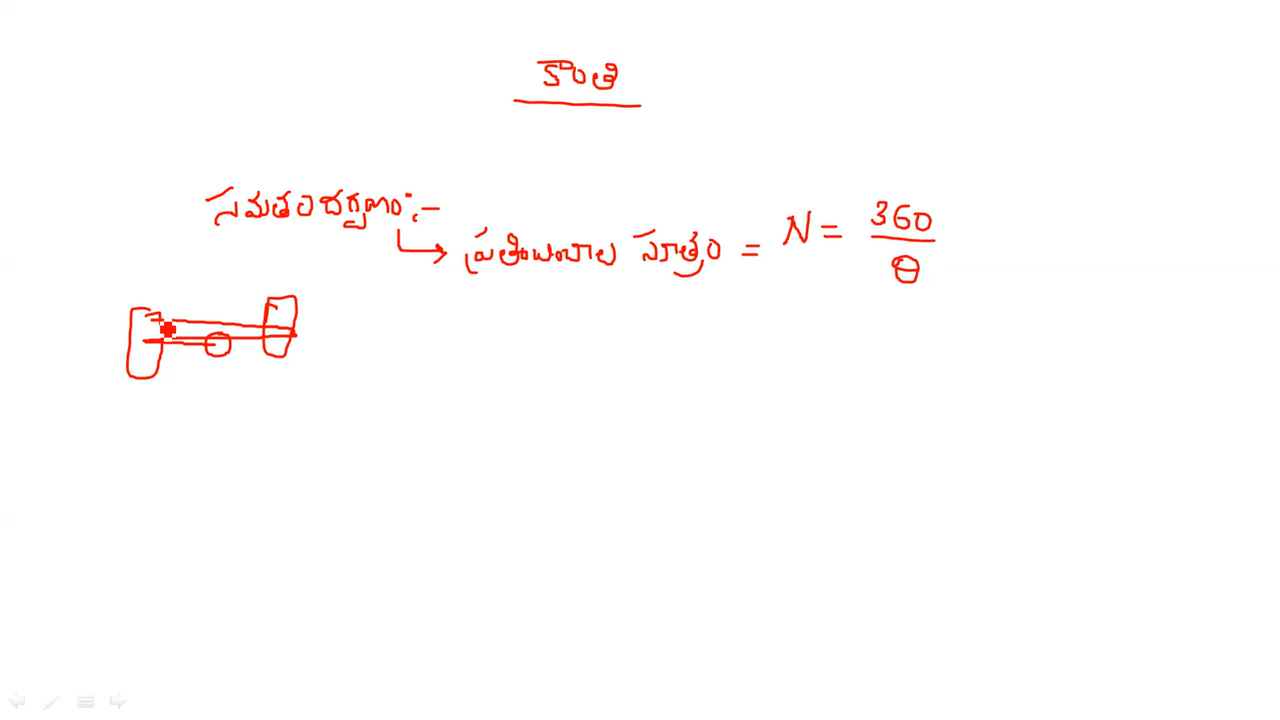 కాంతి
సమతలదర్పణం :-
ప్రతిబింబాల సూత్రం = N = 360/θ